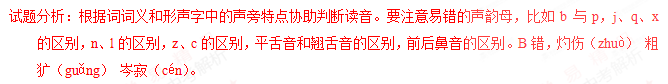 试题分析：根据词词义和形声字中的声旁特点协助判断读音。要注意易错的声韵母，比如 b 与 p，j、q、x
的区别，n、l 的区别，z、c 的区别，平舌音和翘舌音的区别，前后鼻音的区别。B 错，灼伤（zhuò） 粗
犷（guǎng） 岑寂（cén）。